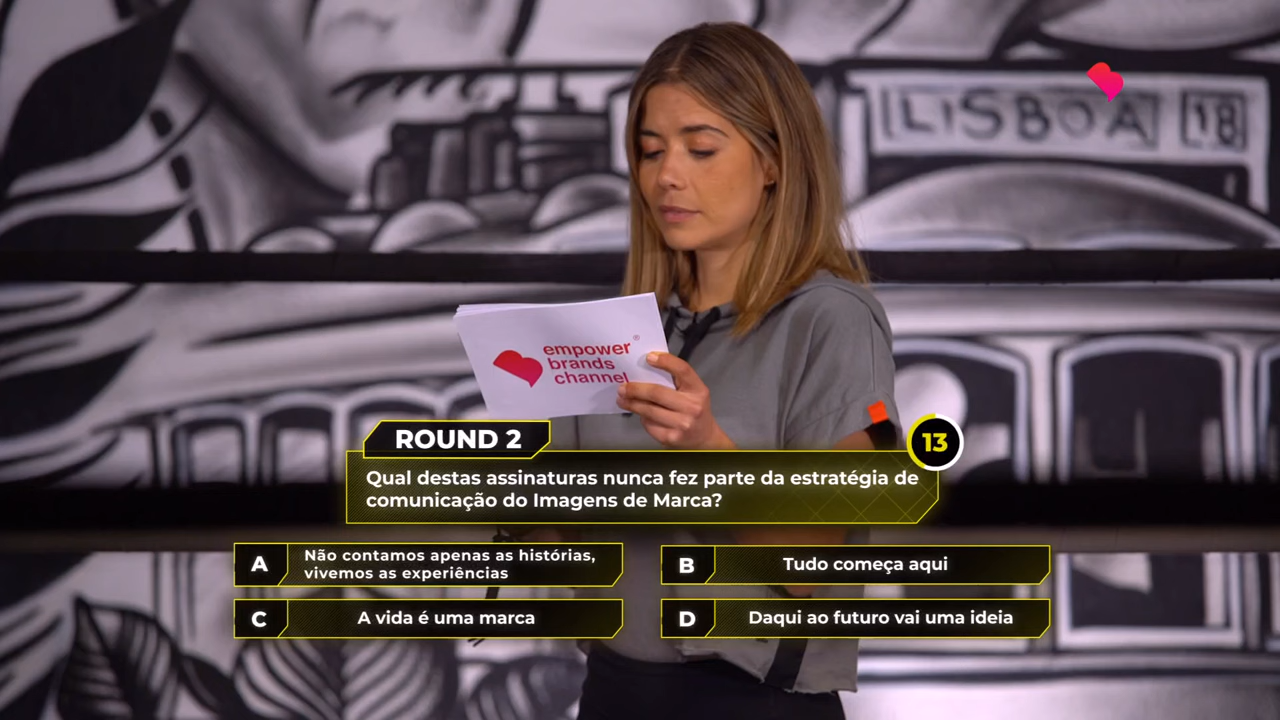 LISBOA 18
empower
brands
channel
ROUND 2
13
Qual destas assinaturas nunca fez parte da estratégia de
comunicação do Imagens de Marca?
A
Não contamos apenas as histórias,
vivemos as experiências
B
Tudo começa aqui
C
A vida é uma marca
D
Daqui ao futuro vai uma ideia